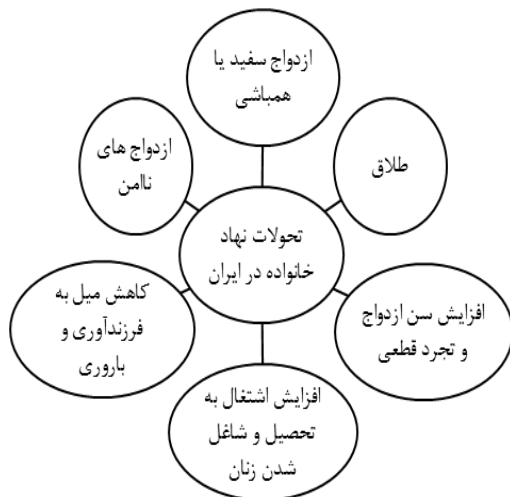 ازدواج سفید یا
همباشی
طلاق
ازدواج های
ناامن
تحولات نهاد
خانواده در ایران
افزایش سن ازدواج
و تجرد قطعی
کاهش میل به
فرزندآوری و
باروری
افزایش اشتغال به
تحصیل و شاغل
شدن زنان